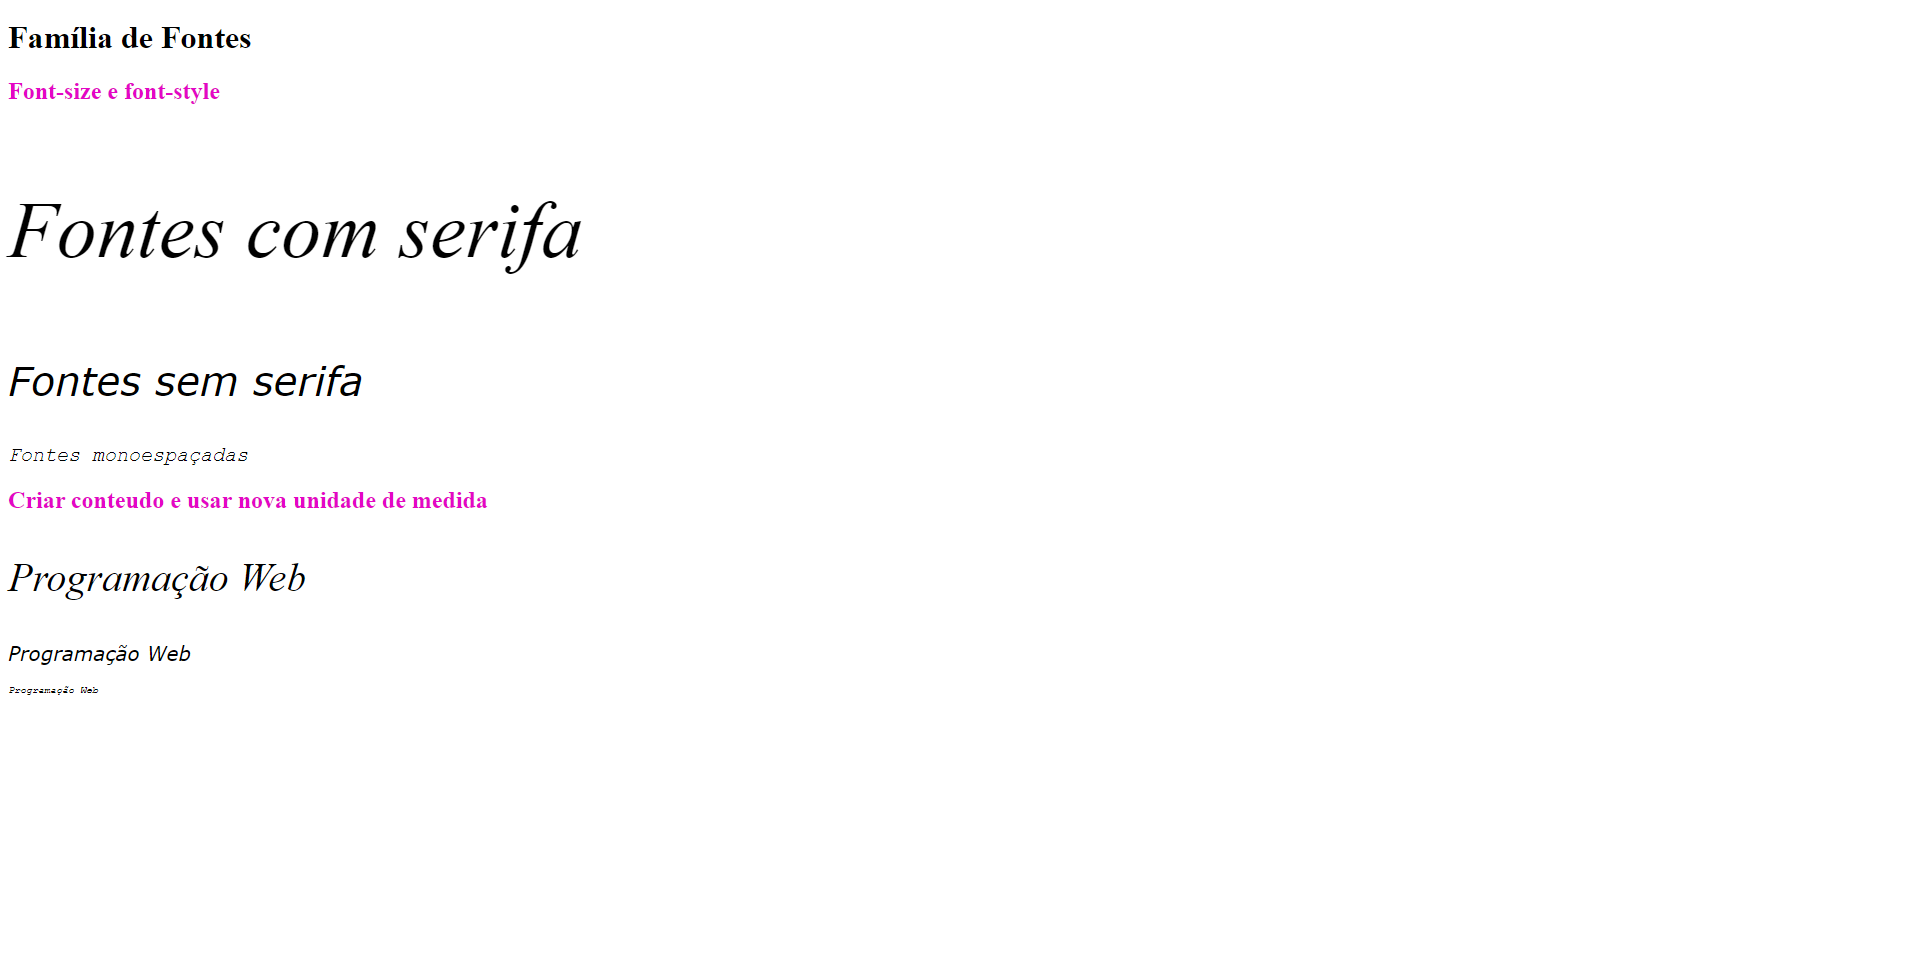 Família de Fontes
Font-size e font-style
Fontes com serifa
Fontes sem serifa
Fontes monoespaçadas
Criar conteudo e usar nova unidade de medida
Programação Web
Programação Web
Programação Web